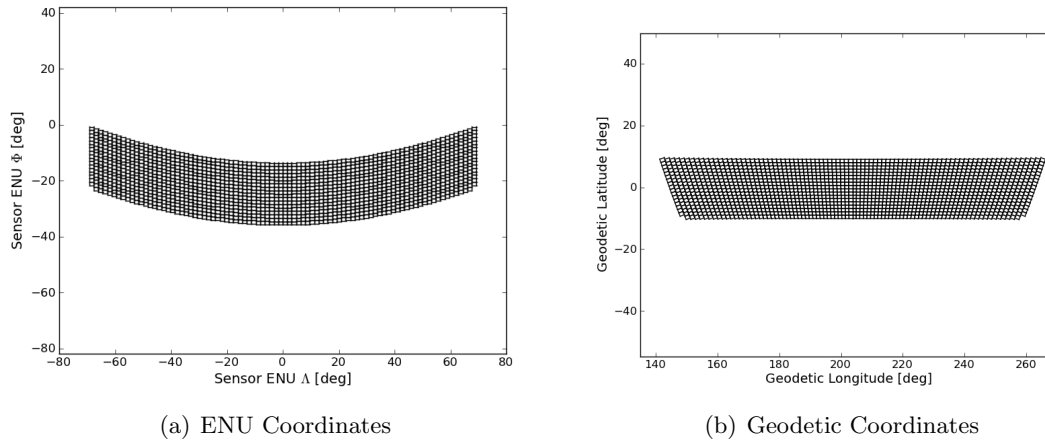 40
20
0
−20
−40
−60
−80
Sensor ENU Φ [deg]
−80 −60 −40 −20 0 20 40 60 80
Sensor ENU Λ [deg]
(a) ENU Coordinates
40
20
0
−20
−40
Geodetic Latitude [deg]
140 160 180 200 220 240 260
Geodetic Longitude [deg]
(b) Geodetic Coordinates